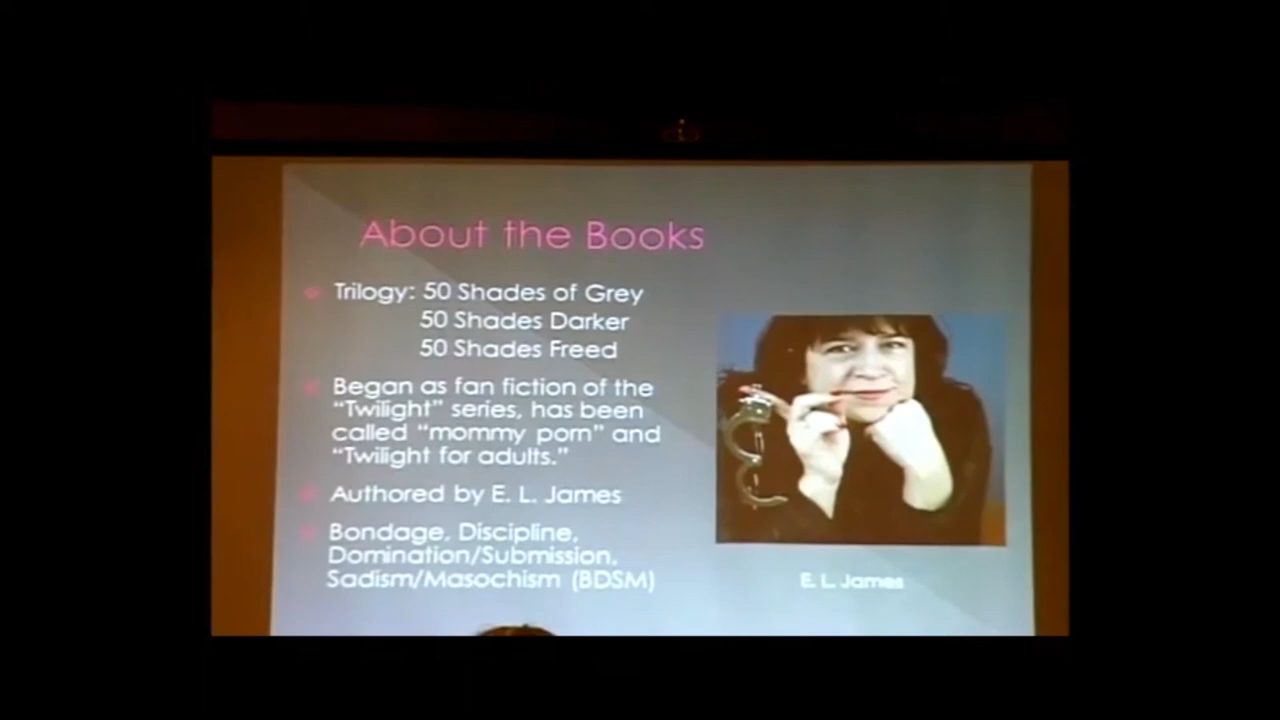 About the Books
Trilogy: 50 Shades of Grey
50 Shades Darker
50 Shades Freed
Began as fan fiction of the
"Twilight" series, has been
called "mommy porn" and
"Twilight for adults."
Authored by E. L. James
Bondage, Discipline,
Domination/Submission,
Sadism/Masochism (BDSM)
E. L. James